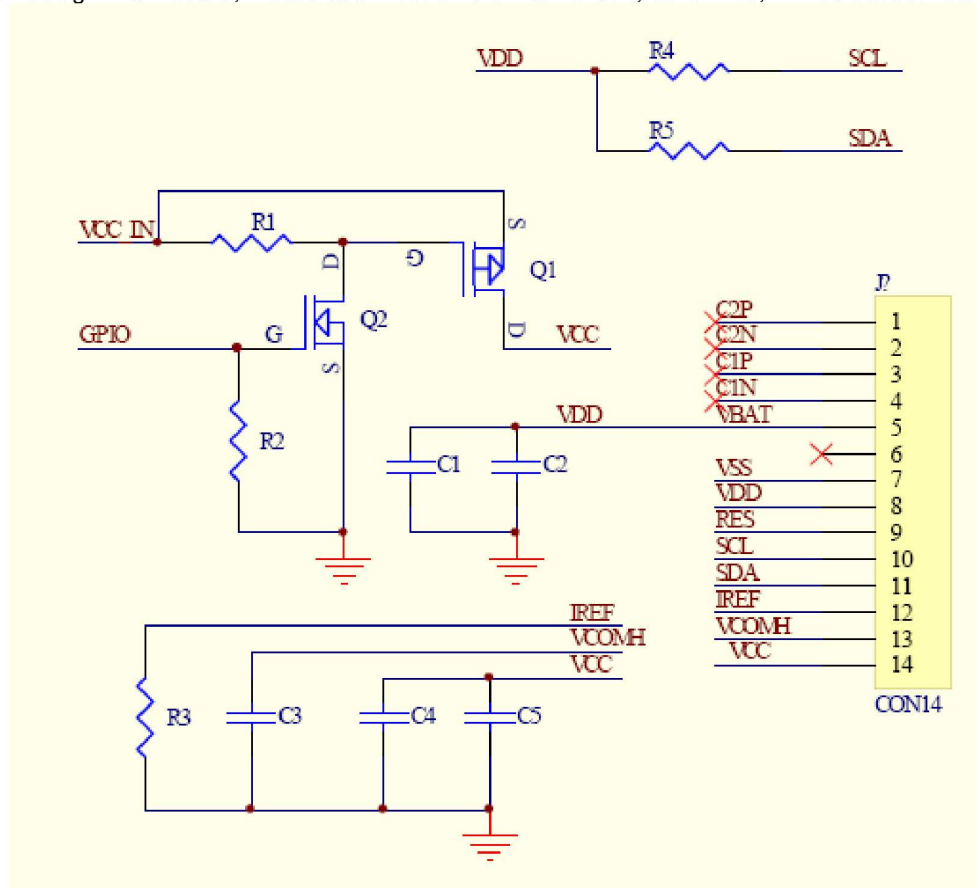 VDD
R4
SCL
R5
SDA
VCC IN
R1
D
G
S
Q1
D
VCC
GPIO
G
Q2
S
R2
VDD
C1
C2
J?
C2P
1
C2N
2
C1P
3
C1N
4
VBAT
5
6
VSS
7
VDD
8
RES
9
SCL
10
SDA
11
IREF
12
VCOMH
13
VCC
14
CON14
IREF
VCOMH
VCC
R3
C3
C4
C5